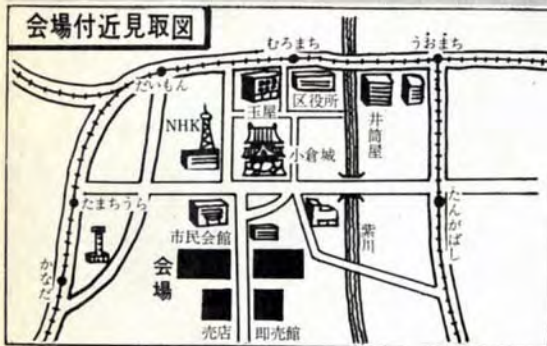 会場付近見取図
むろまち
うおまち
だいもん
玉屋
区役所
井筒屋
NHK
小倉城
たまちうら
たんがばし
市民会館
紫川
かなだ
会場
売店
即売館